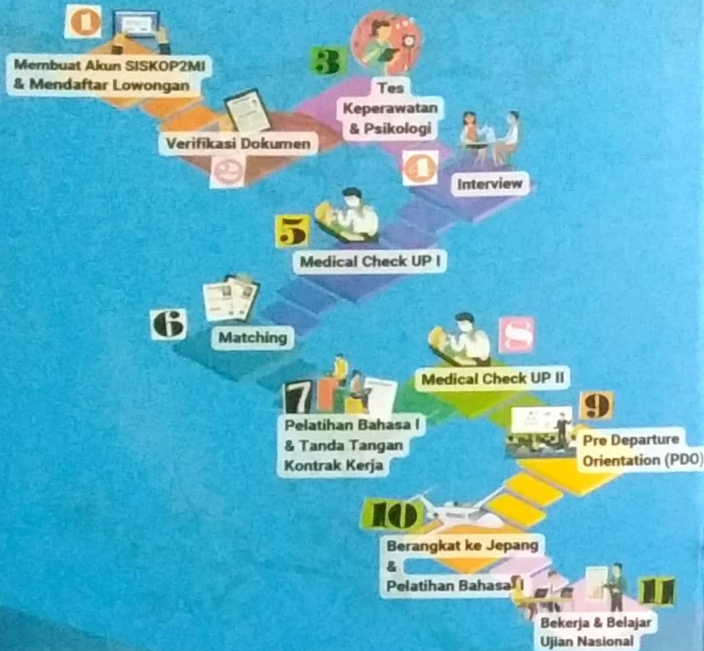 1
Membuat Akun SISKOP2MI
& Mendaftar Lowongan
2
Verifikasi Dokumen
3
Tes
Keperawatan
& Psikologi
4
Interview
5
Medical Check UP I
6
Matching
7
Pelatihan Bahasa I
& Tanda Tangan
Kontrak Kerja
8
Medical Check UP II
9
Pre Departure
Orientation (PDO)
10
Berangkat ke Jepang
&
Pelatihan Bahasa
11
Bekerja & Belajar
Ujian Nasional